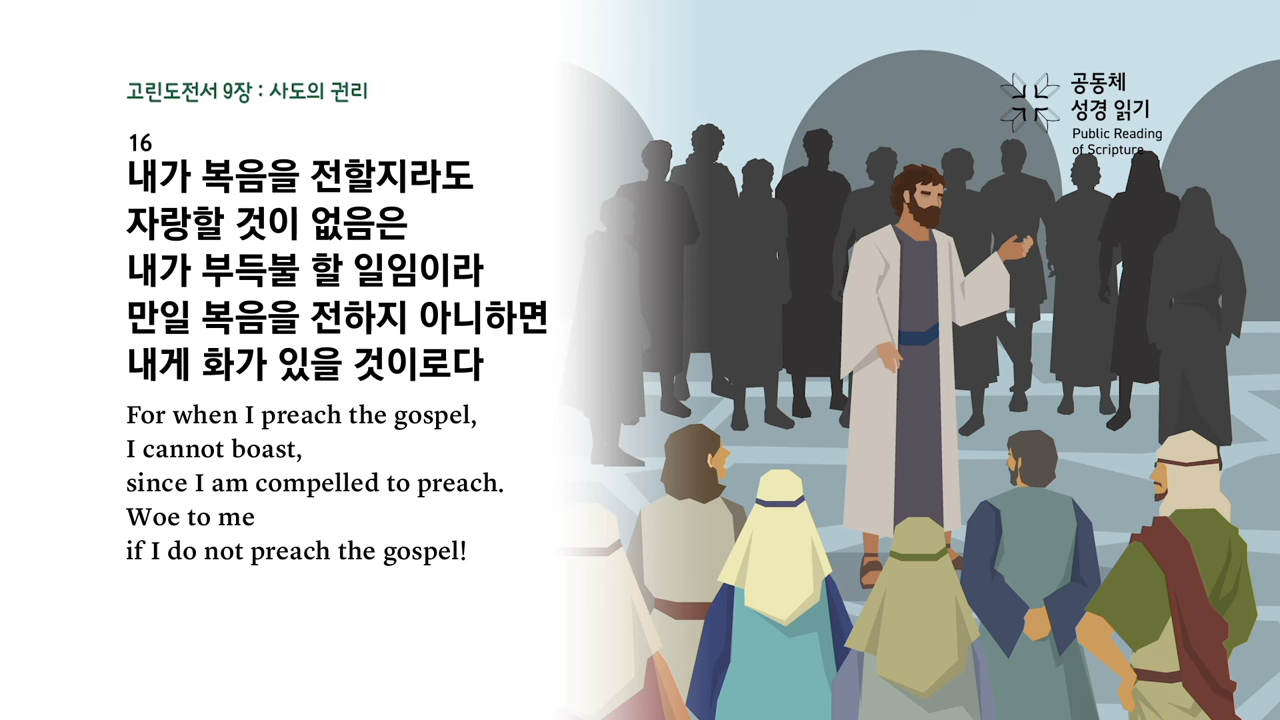 고린도전서 9장 : 사도의 권리
16
내가 복음을 전할지라도
자랑할 것이 없음은
내가 부득불 할 일임이라
만일 복음을 전하지 아니하면
내게 화가 있을 것이로다
For when I preach the gospel,
I cannot boast,
since I am compelled to preach.
Woe to me
if I do not preach the gospel!
공동체
성경 읽기
Public Reading
of Scripture